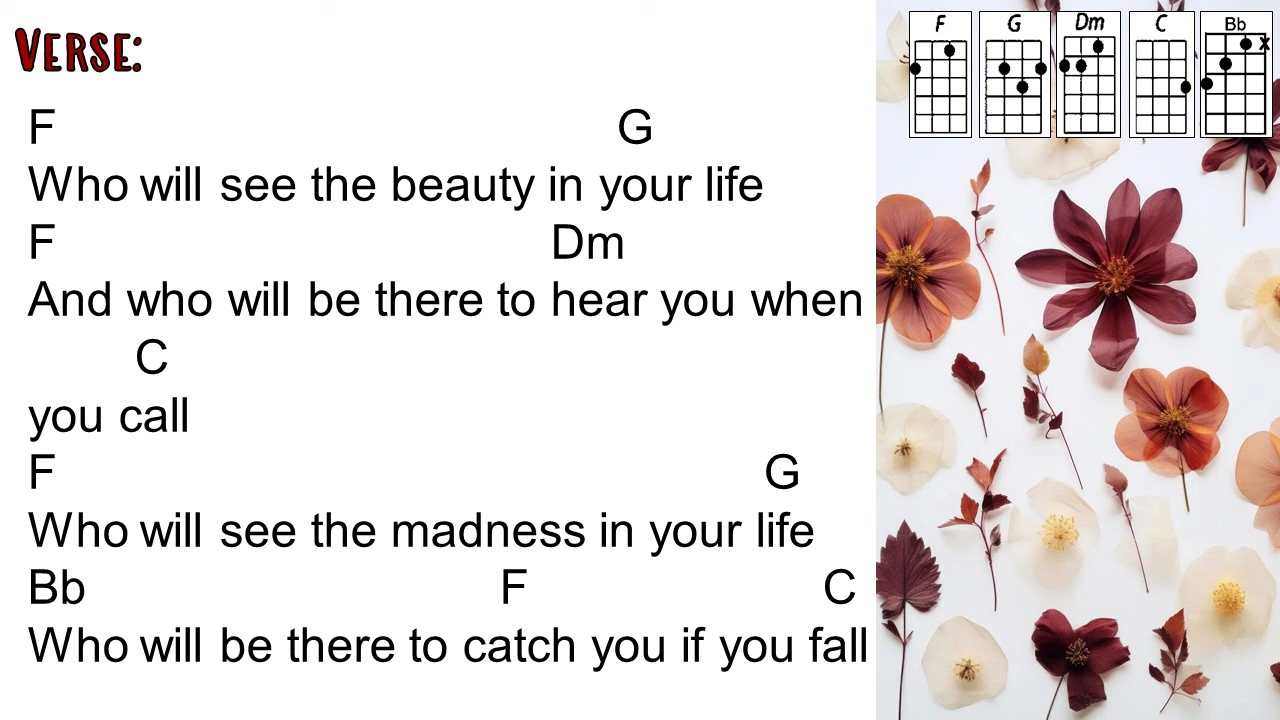 VERSE:
F G Dm C Bb
x
F G
Who will see the beauty in your life
F Dm
And who will be there to hear you when
C
you call
F G
Who will see the madness in your life
Bb F C
Who will be there to catch you if you fall